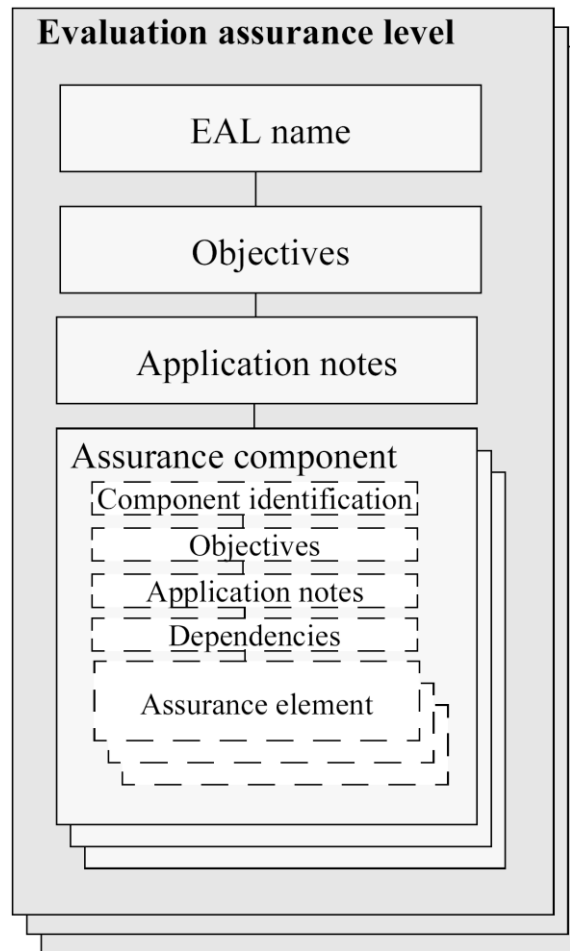 Evaluation assurance level
EAL name
Objectives
Application notes
Assurance component
Component identification
Objectives
Application notes
Dependencies
Assurance element